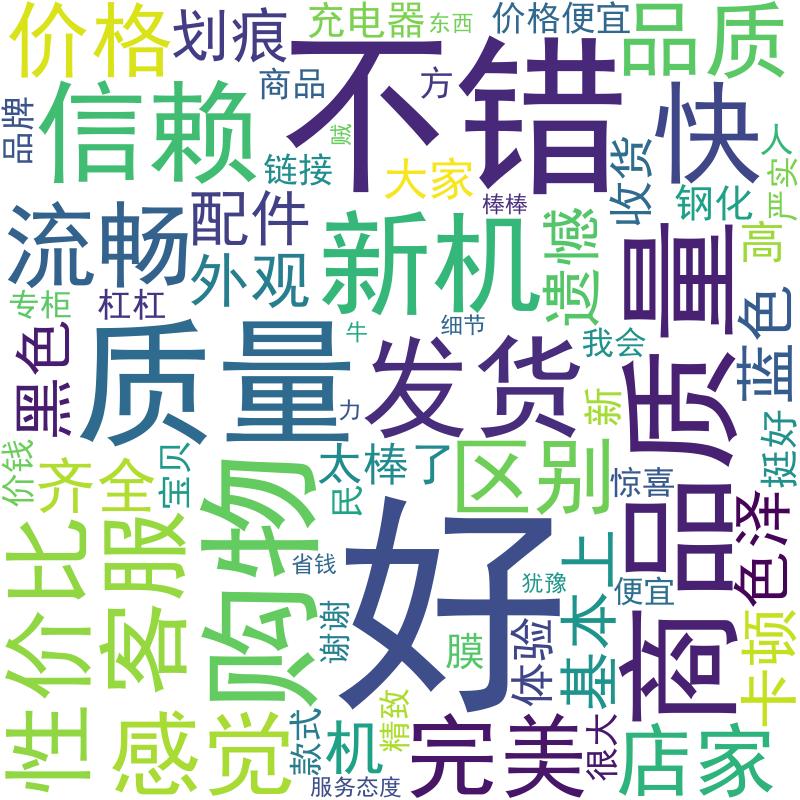 价格
划痕
充电器
东西
价格便宜
品质
商品
方
不错
信赖
品牌
贼
快
人
链接
大家
收货
严实
钢化
流畅
配件
棒棒
新机
遗憾
高
外观
商品质量
专柜
杠杠
黑色
质量
牛
细节
发货
我会
蓝色
力
新
挺好
价钱
齐全
宝贝
太棒了
民
区别
惊喜
色泽
性价比
客服
购物
好
省钱
犹豫
便宜
基本上
谢谢
膜
体验
卡顿
感觉
款式
机
精致
完美
很大
店家
服务态度